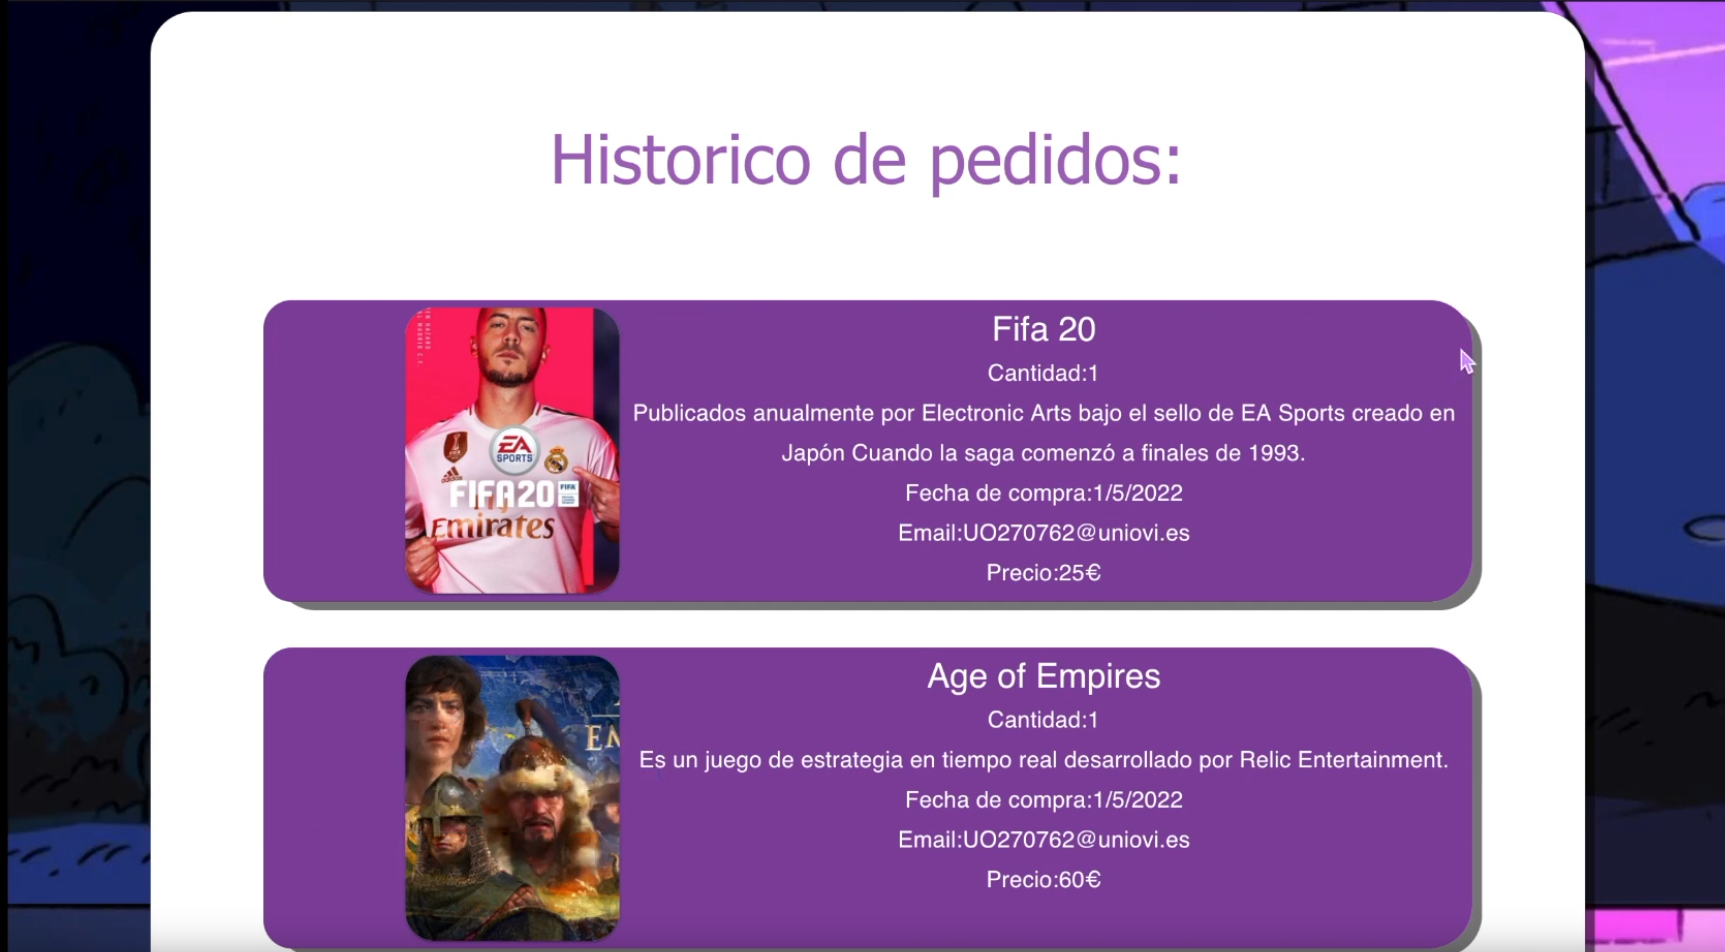 Historico de pedidos:
Fifa 20
Cantidad:1
Publicados anualmente por Electronic Arts bajo el sello de EA Sports creado en
Japón Cuando la saga comenzó a finales de 1993.
Fecha de compra:1/5/2022
Email:UO270762@uniovi.es
Precio:25€
EA
SPORTS
FIFA20
FIFA
Emirates
Age of Empires
Cantidad:1
Es un juego de estrategia en tiempo real desarrollado por Relic Entertainment.
Fecha de compra:1/5/2022
Email:UO270762@uniovi.es
Precio:60€